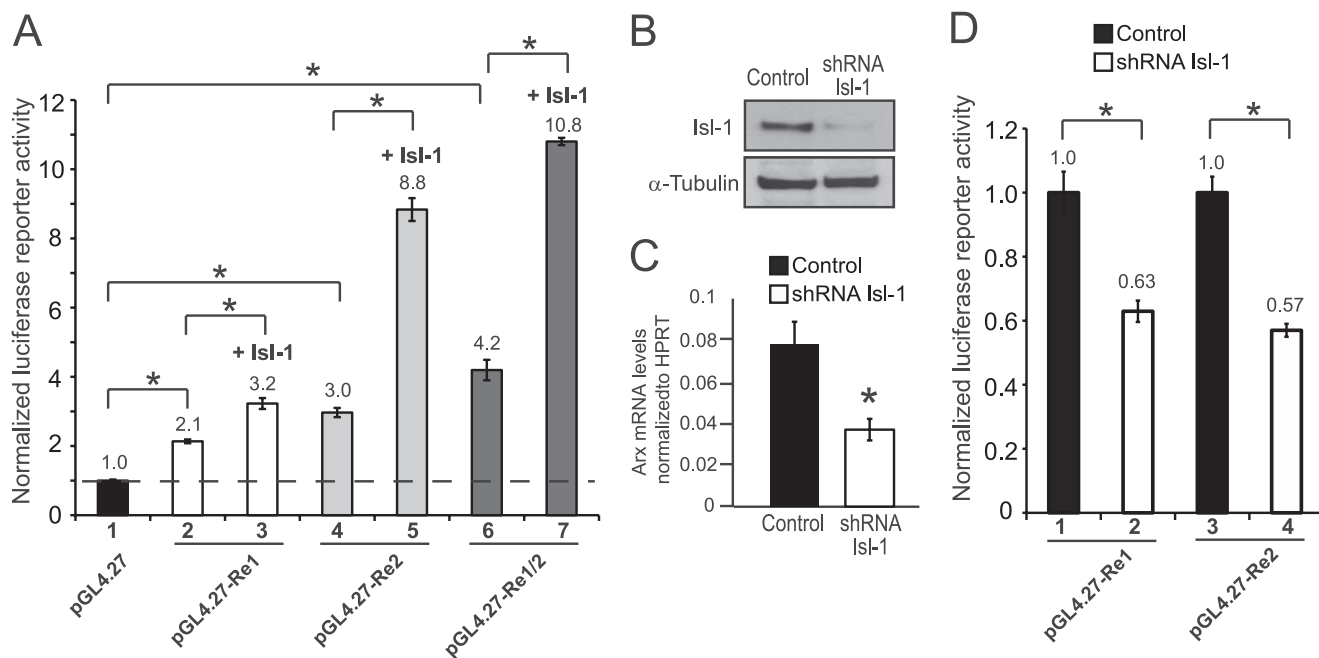 A
Normalized luciferase reporter activity
12
10
8
6
4
2
0
*
*
*
*
*
*
+ Isl-1
+ Isl-1
+ Isl-1
1.0
2.1
3.2
3.0
8.8
4.2
10.8
1 2 3 4 5 6 7
pGL4.27
pGL4.27-Re1
pGL4.27-Re2
pGL4.27-Re1/2
B
Control shRNA Isl-1
Isl-1
α-Tubulin
C
Control
shRNA Isl-1
Arx mRNA levels
normalizedto HPRT
0.1
0.08
0.06
0.04
0.02
0
*
Control shRNA
Isl-1
D
Control
shRNA Isl-1
Normalized luciferase reporter activity
1.2
1.0
0.8
0.6
0.4
0.2
0
*
*
1.0
0.63
1.0
0.57
1 2 3 4
pGL4.27-Re1
pGL4.27-Re2